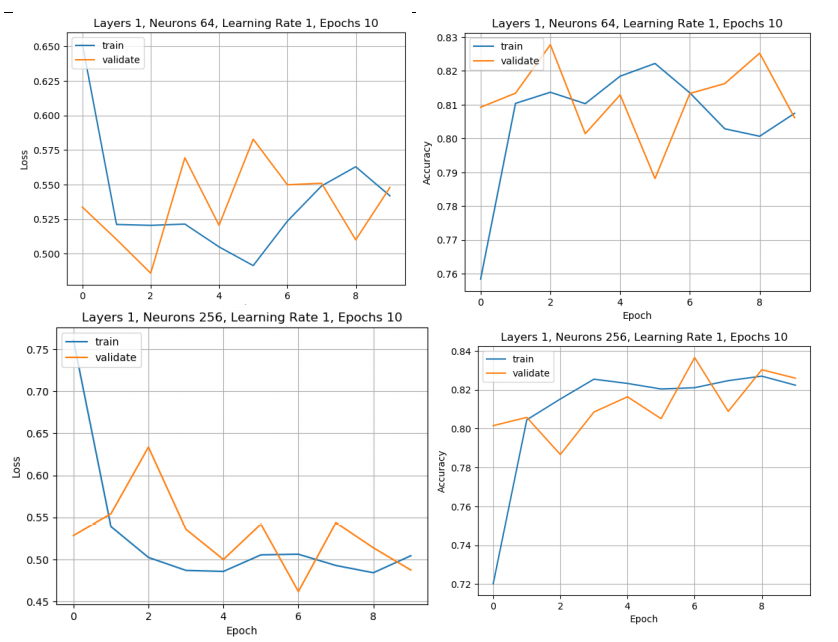 Layers 1, Neurons 64, Learning Rate 1, Epochs 10
0.650
0.625
0.600
0.575
0.550
0.525
0.500
Loss
train
validate
0 2 4 6 8
Layers 1, Neurons 64, Learning Rate 1, Epochs 10
0.83
0.82
0.81
0.80
0.79
0.78
0.77
0.76
Accuracy
train
validate
0 2 4 6 8
Epoch
Layers 1, Neurons 256, Learning Rate 1, Epochs 10
0.75
0.70
0.65
0.60
0.55
0.50
0.45
Loss
train
validate
0 2 4 6 8
Epoch
Layers 1, Neurons 256, Learning Rate 1, Epochs 10
0.84
0.82
0.80
0.78
0.76
0.74
0.72
Accuracy
train
validate
0 2 4 6 8
Epoch